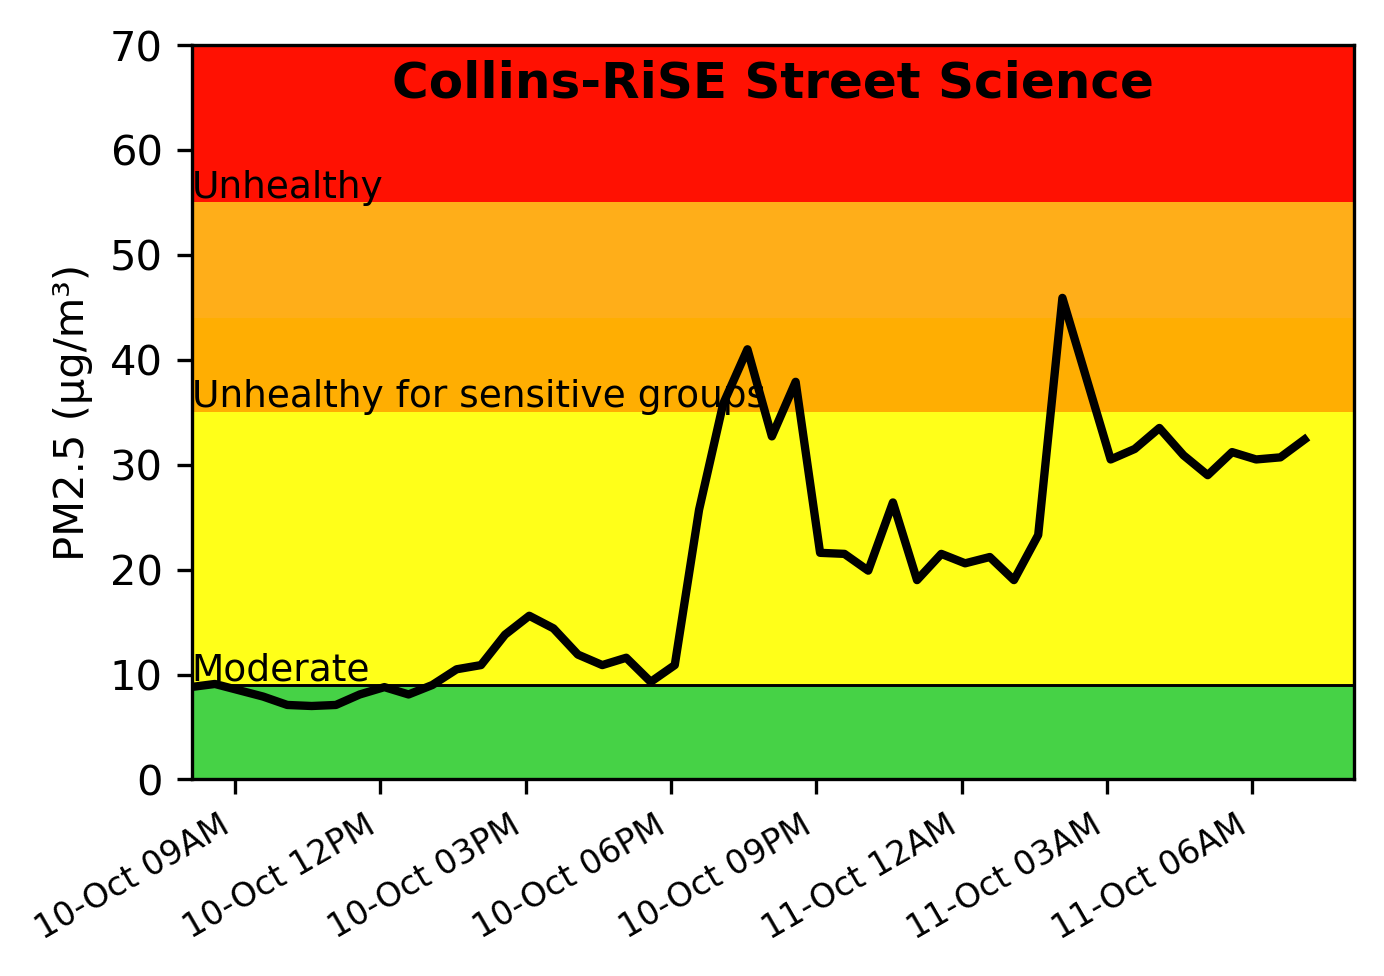 Collins-RiSE Street Science
70
60
Unhealthy
50
40
Unhealthy for sensitive groups
30
20
Moderate
10
0
PM2.5 (µg/m³)
10-Oct 09AM
10-Oct 12PM
10-Oct 03PM
10-Oct 06PM
10-Oct 09PM
11-Oct 12AM
11-Oct 03AM
11-Oct 06AM